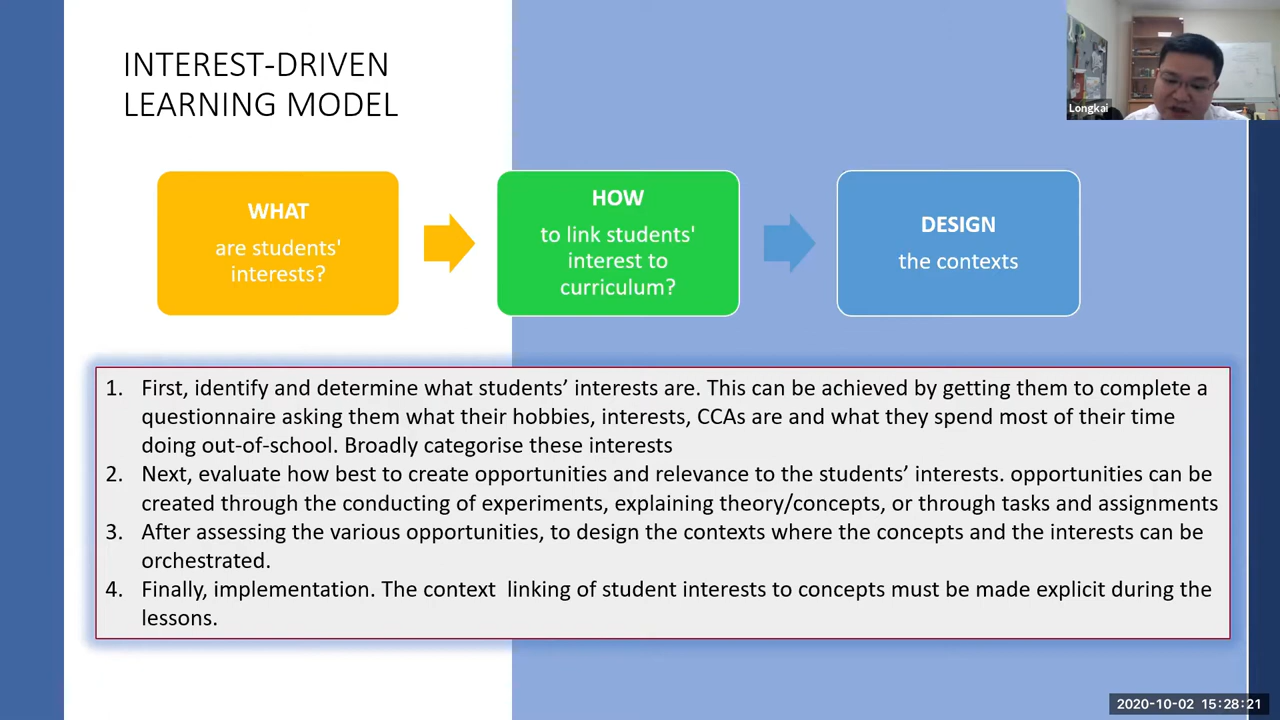 INTEREST-DRIVEN
LEARNING MODEL
Longkai
WHAT
are students'
interests?
HOW
to link students'
interest to
curriculum?
DESIGN
the contexts
1. First, identify and determine what students’ interests are. This can be achieved by getting them to complete a
questionnaire asking them what their hobbies, interests, CCAs are and what they spend most of their time
doing out-of-school. Broadly categorise these interests
2. Next, evaluate how best to create opportunities and relevance to the students’ interests. opportunities can be
created through the conducting of experiments, explaining theory/concepts, or through tasks and assignments
3. After assessing the various opportunities, to design the contexts where the concepts and the interests can be
orchestrated.
4. Finally, implementation. The context  linking of student interests to concepts must be made explicit during the
lessons.
2020-10-02 15:28:21